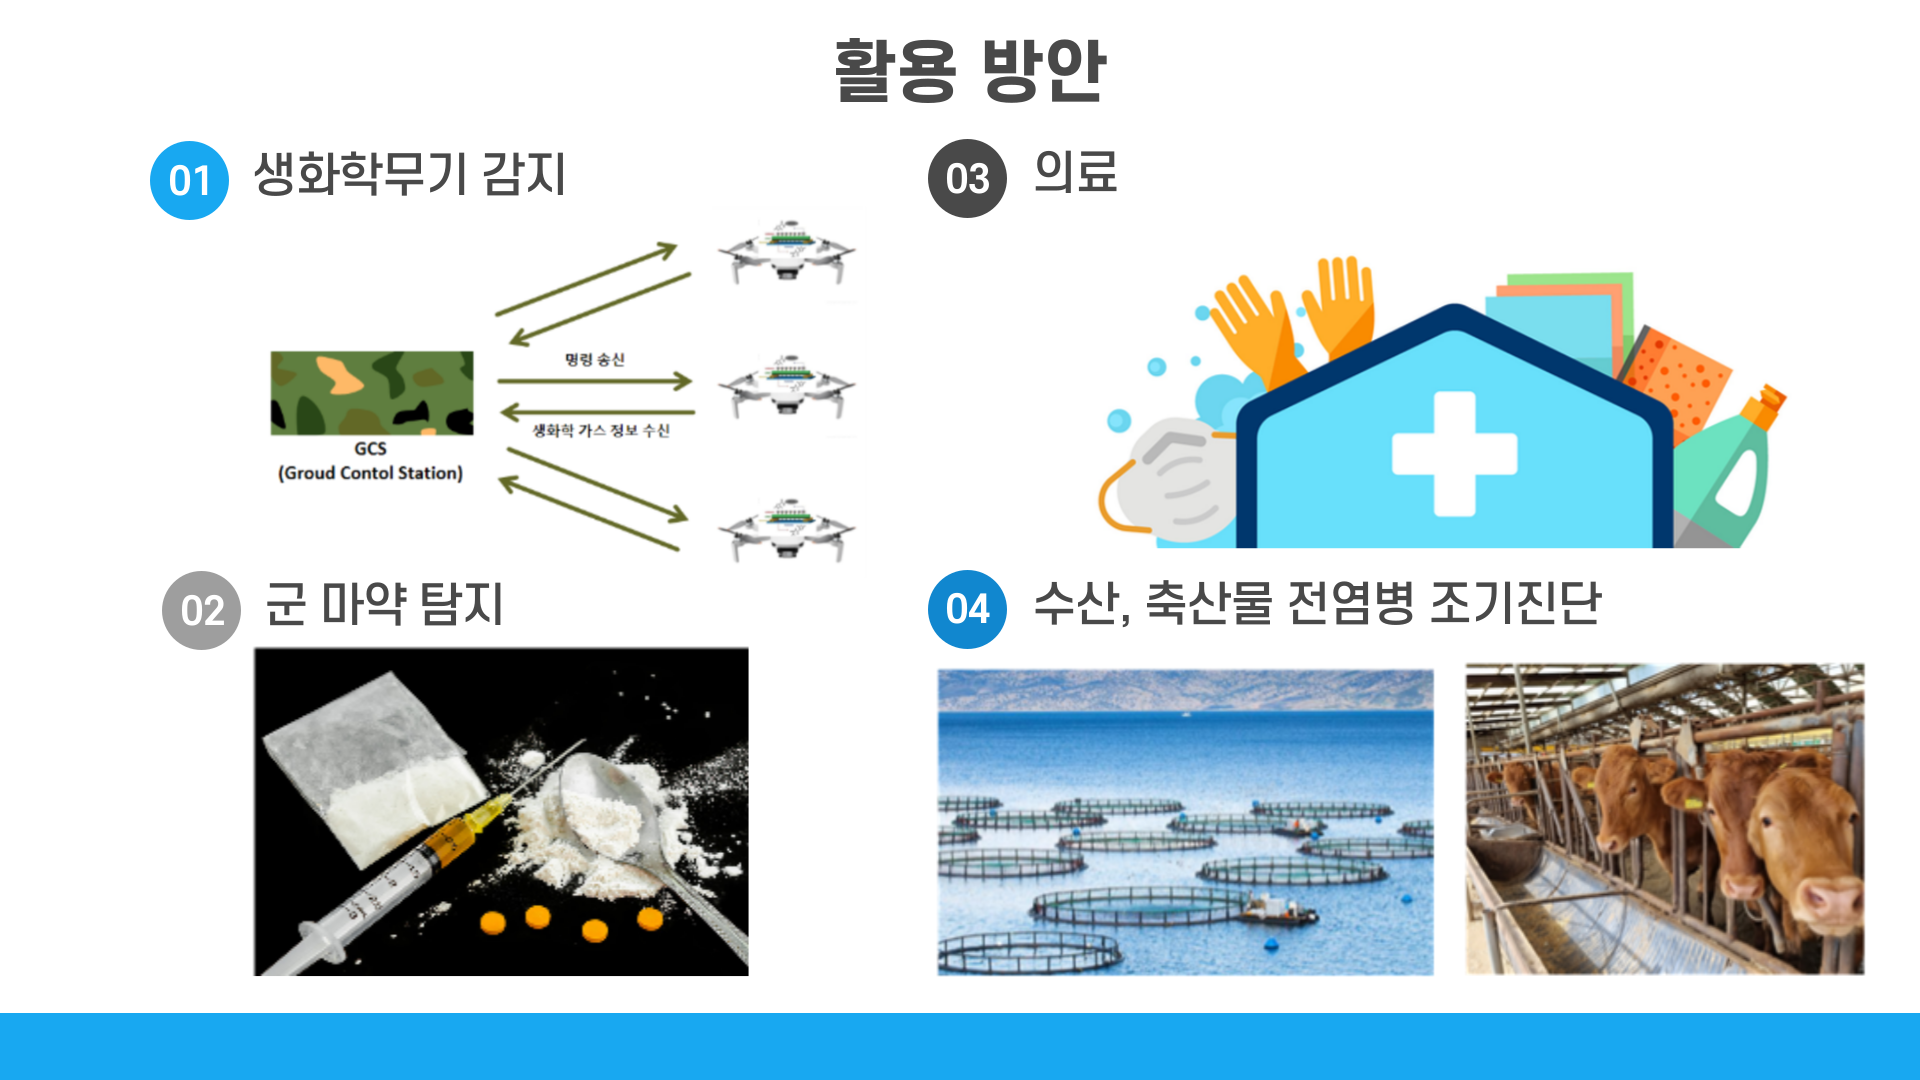 활용 방안
01 생화학무기 감지
명령 송신
생화학 가스 정보 수신
GCS
(Groud Contol Station)
02 군 마약 탐지
03 의료
04 수산, 축산물 전염병 조기진단